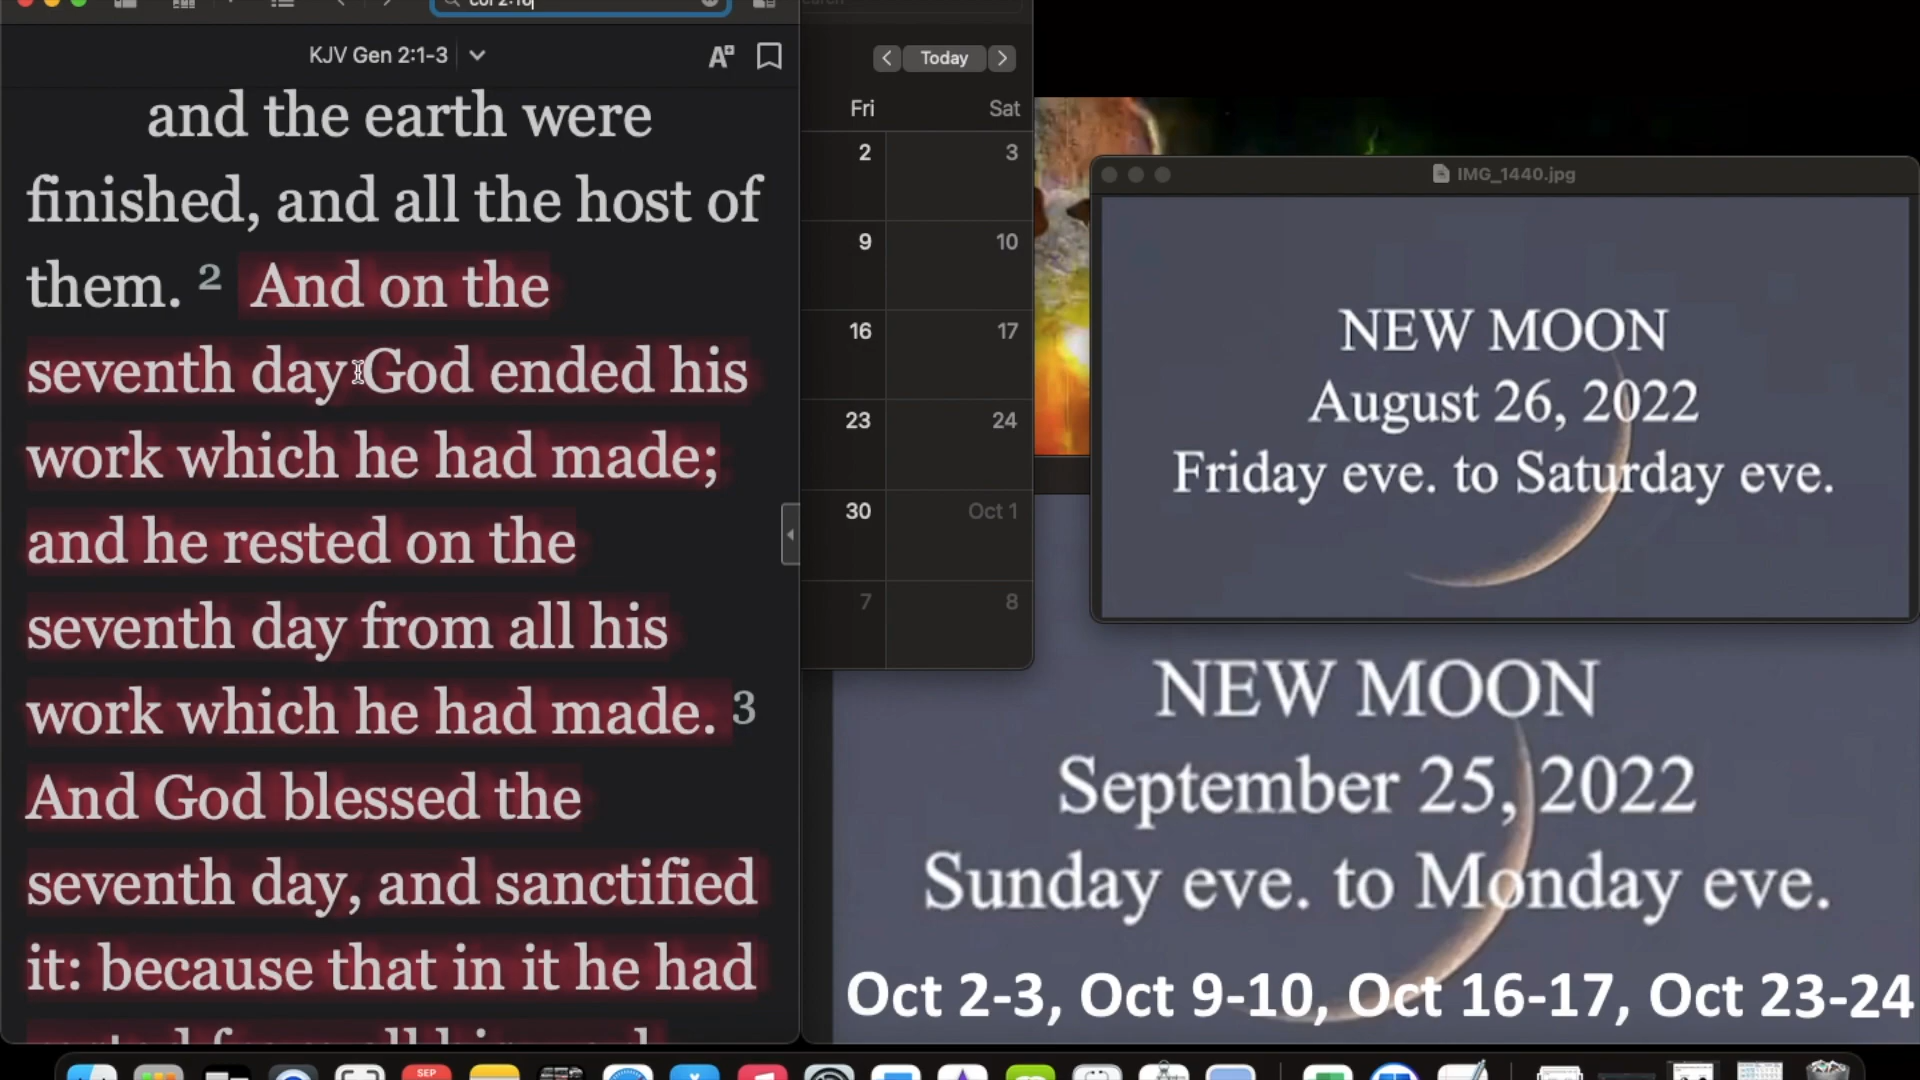 col 2:16
KJV Gen 2:1-3
and the earth were
finished, and all the host of
them. 2 And on the
seventh day God ended his
work which he had made;
and he rested on the
seventh day from all his
work which he had made. 3
And God blessed the
seventh day, and sanctified
it: because that in it he had
Today
Fri Sat
2 3
9 10
16 17
23 24
30 Oct 1
7 8
IMG_1440.jpg
NEW MOON
August 26, 2022
Friday eve. to Saturday eve.
NEW MOON
September 25, 2022
Sunday eve. to Monday eve.
Oct 2-3, Oct 9-10, Oct 16-17, Oct 23-24
SEP